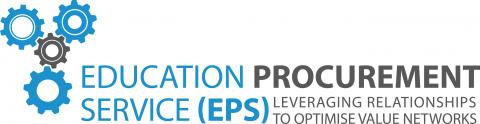 EDUCATION PROCUREMENT
SERVICE (EPS) LEVERAGING RELATIONSHIPS
TO OPTIMISE VALUE NETWORKS